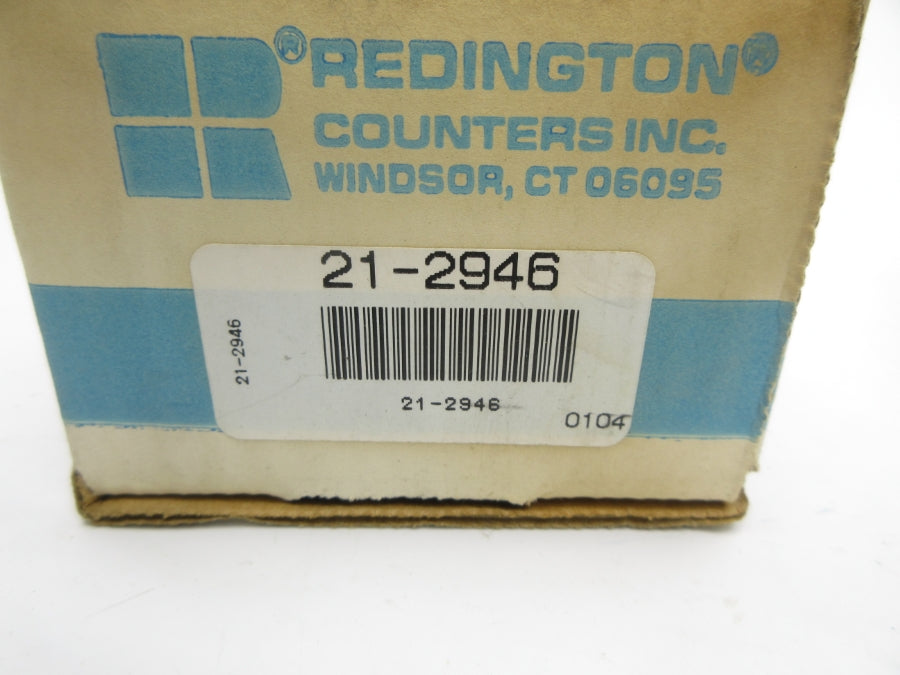 ® REDINGTON®
COUNTERS INC.
WINDSOR, CT 06095
21-2946
21-2946
21-2946
0104